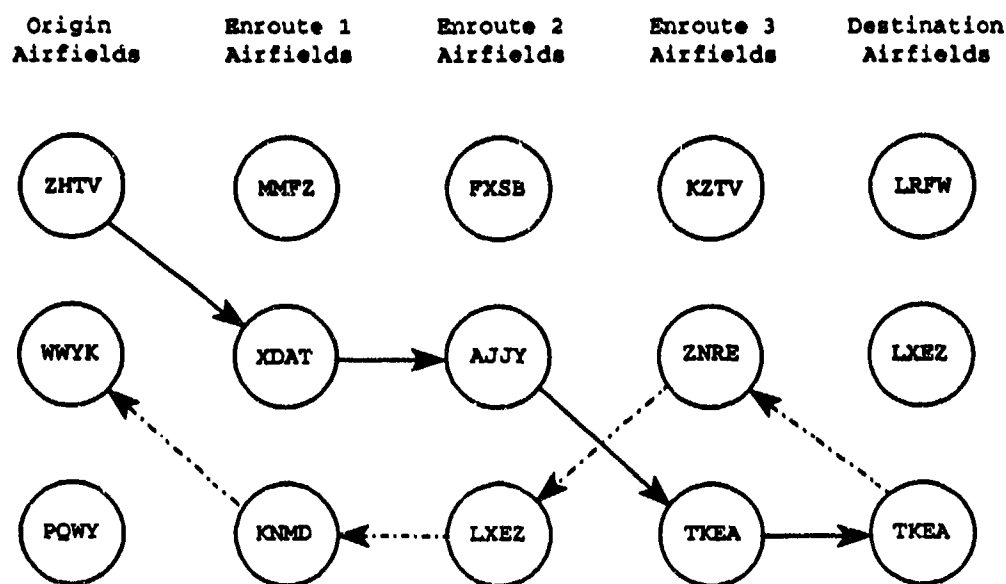 Origin Enroute 1 Enroute 2 Enroute 3 Destination
Airfields Airfields Airfields Airfields Airfields
ZHTV MMFZ FXSB KZTV LRFW
WWYK XDAT AJJY ZNRE LXEZ
PQWY KNMD LXEZ TKEA TKEA